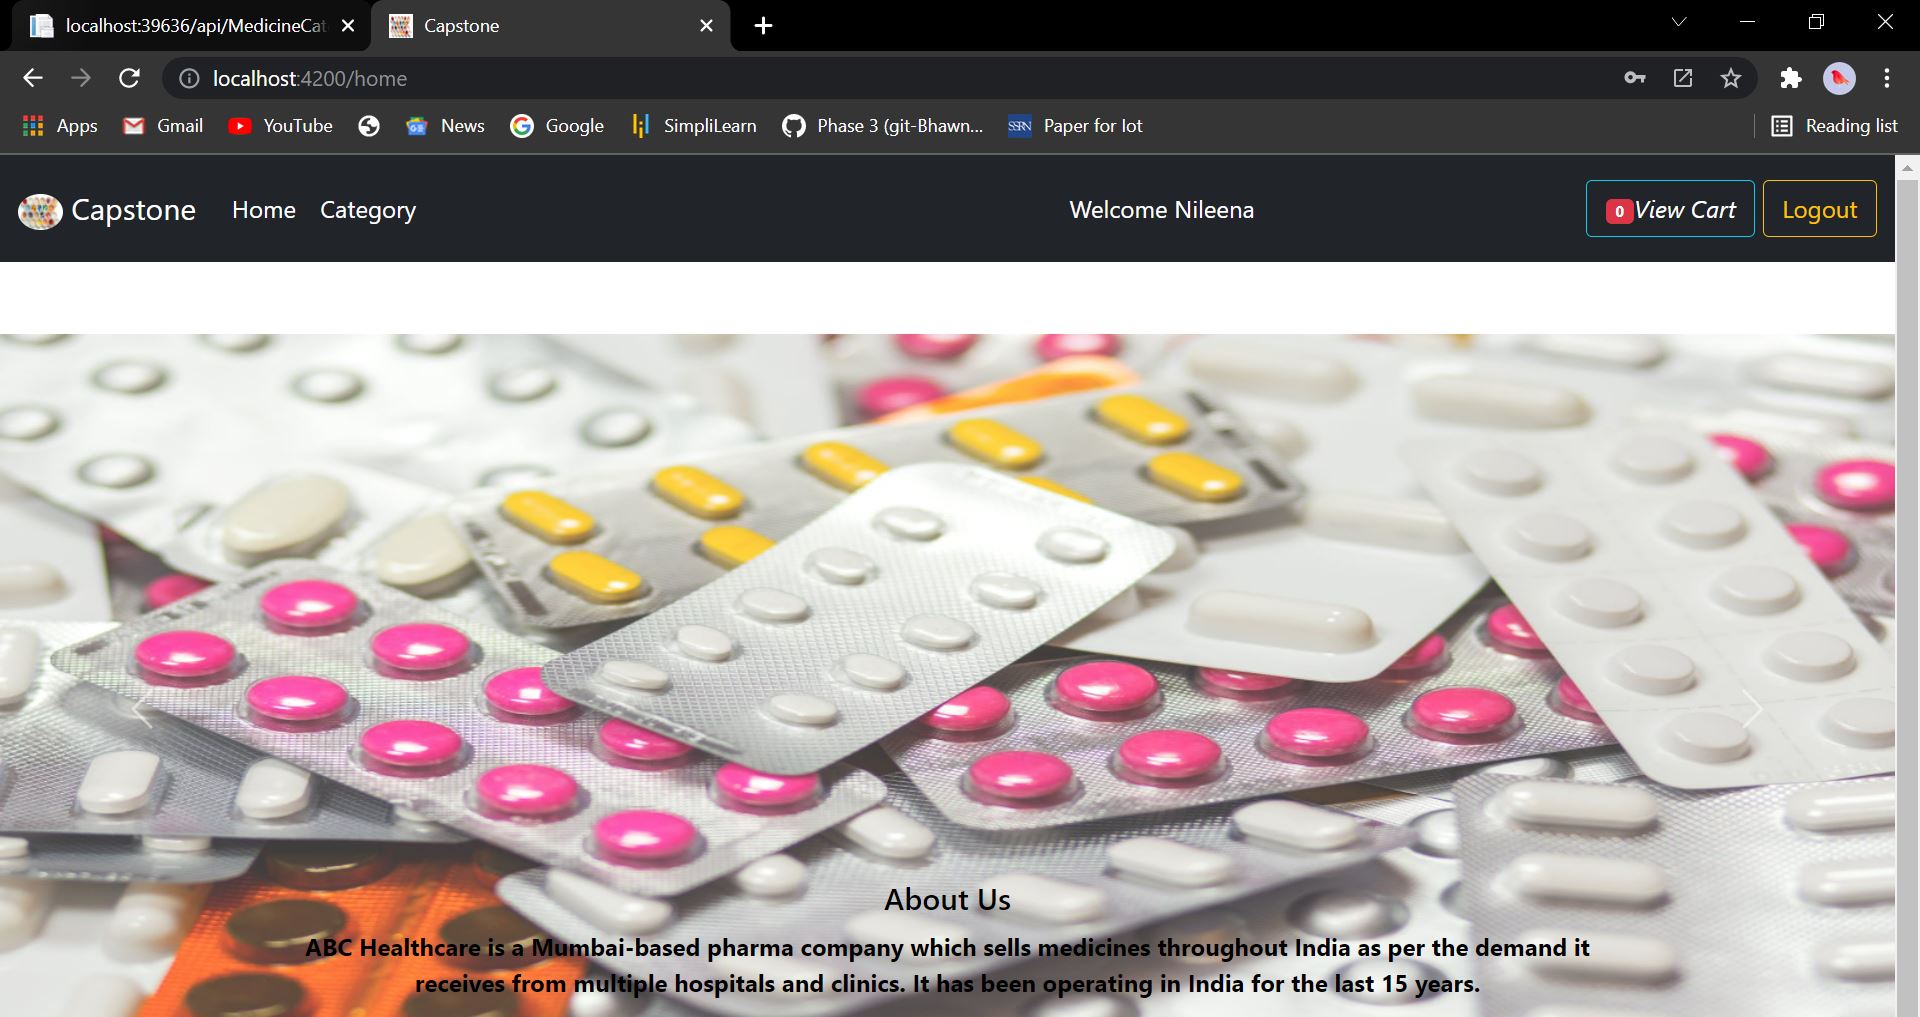 localhost:39636/api/MedicineCat
Capstone
localhost:4200/home
Apps
Gmail
YouTube
News
Google
SimpliLearn
Phase 3 (git-Bhawn...
SSRN
Paper for Iot
Reading list
Capstone
Home
Category
Welcome Nileena
0 View Cart
Logout
About Us
ABC Healthcare is a Mumbai-based pharma company which sells medicines throughout India as per the demand it
receives from multiple hospitals and clinics. It has been operating in India for the last 15 years.